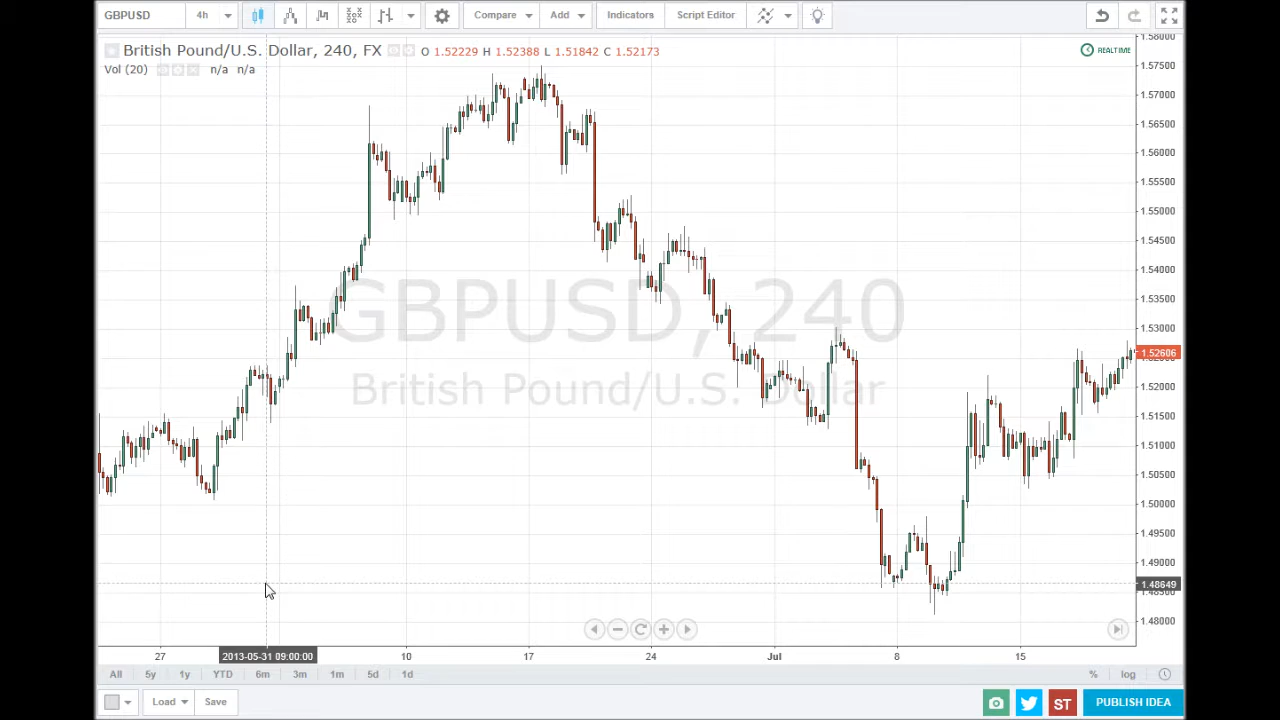 GBPUSD 4h Compare Add Indicators Script Editor
British Pound/U.S. Dollar, 240, FX O 1.52229 H 1.52388 L 1.51842 C 1.52173
REALTIME
Vol (20) n/a n/a
GBPUSD, 240
British Pound/U.S. Dollar
1.58000
1.57500
1.57000
1.56500
1.56000
1.55500
1.55000
1.54500
1.54000
1.53500
1.53000
1.52606
1.52000
1.51500
1.51000
1.50500
1.50000
1.49500
1.49000
1.48649
1.48000
27 2013-05-31 09:00:00 10 17 24 Jul 8 15
All 5y 1y YTD 6m 3m 1m 5d 1d % log
Load Save ST PUBLISH IDEA